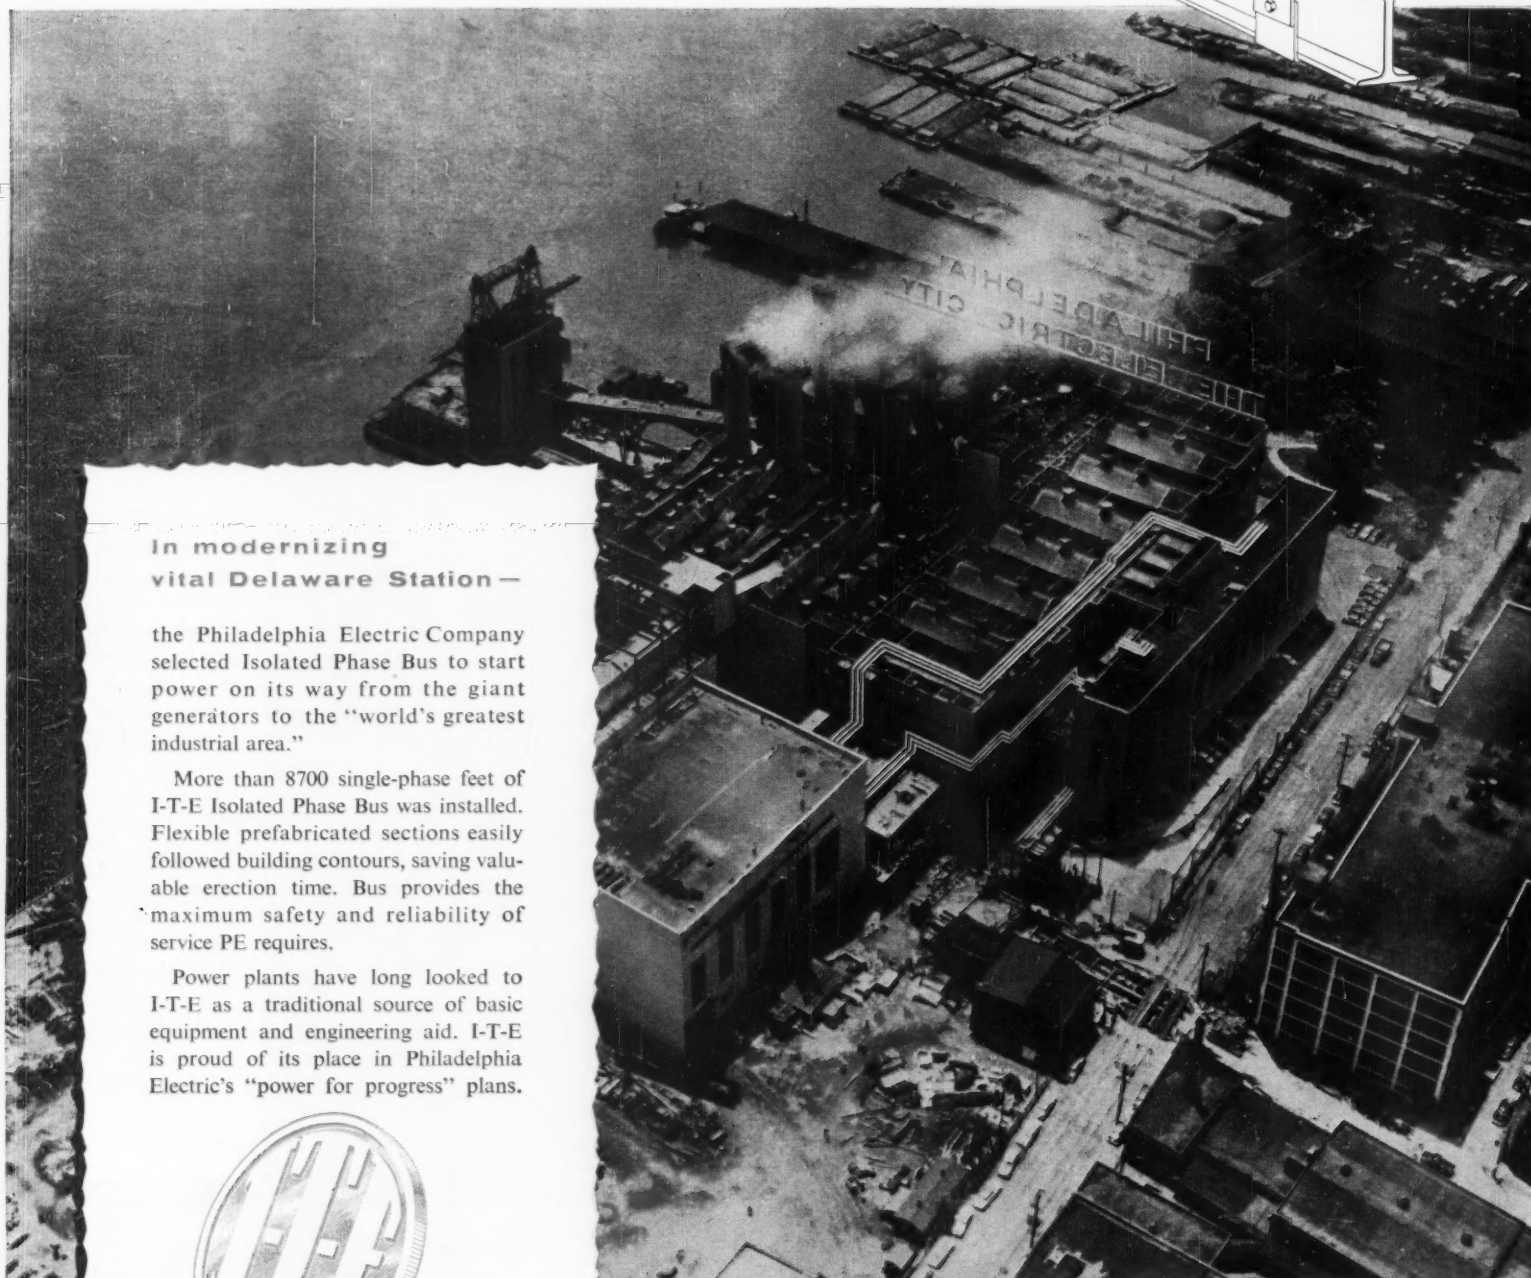 PHILADELPHIA
THE ELECTRIC CITY
In modernizing
vital Delaware Station—
the Philadelphia Electric Company
selected Isolated Phase Bus to start
power on its way from the giant
generators to the “world’s greatest
industrial area.”
More than 8700 single-phase feet of
I-T-E Isolated Phase Bus was installed.
Flexible prefabricated sections easily
followed building contours, saving valu-
able erection time. Bus provides the
maximum safety and reliability of
service PE requires.
Power plants have long looked to
I-T-E as a traditional source of basic
equipment and engineering aid. I-T-E
is proud of its place in Philadelphia
Electric’s “power for progress” plans.
I-T-E